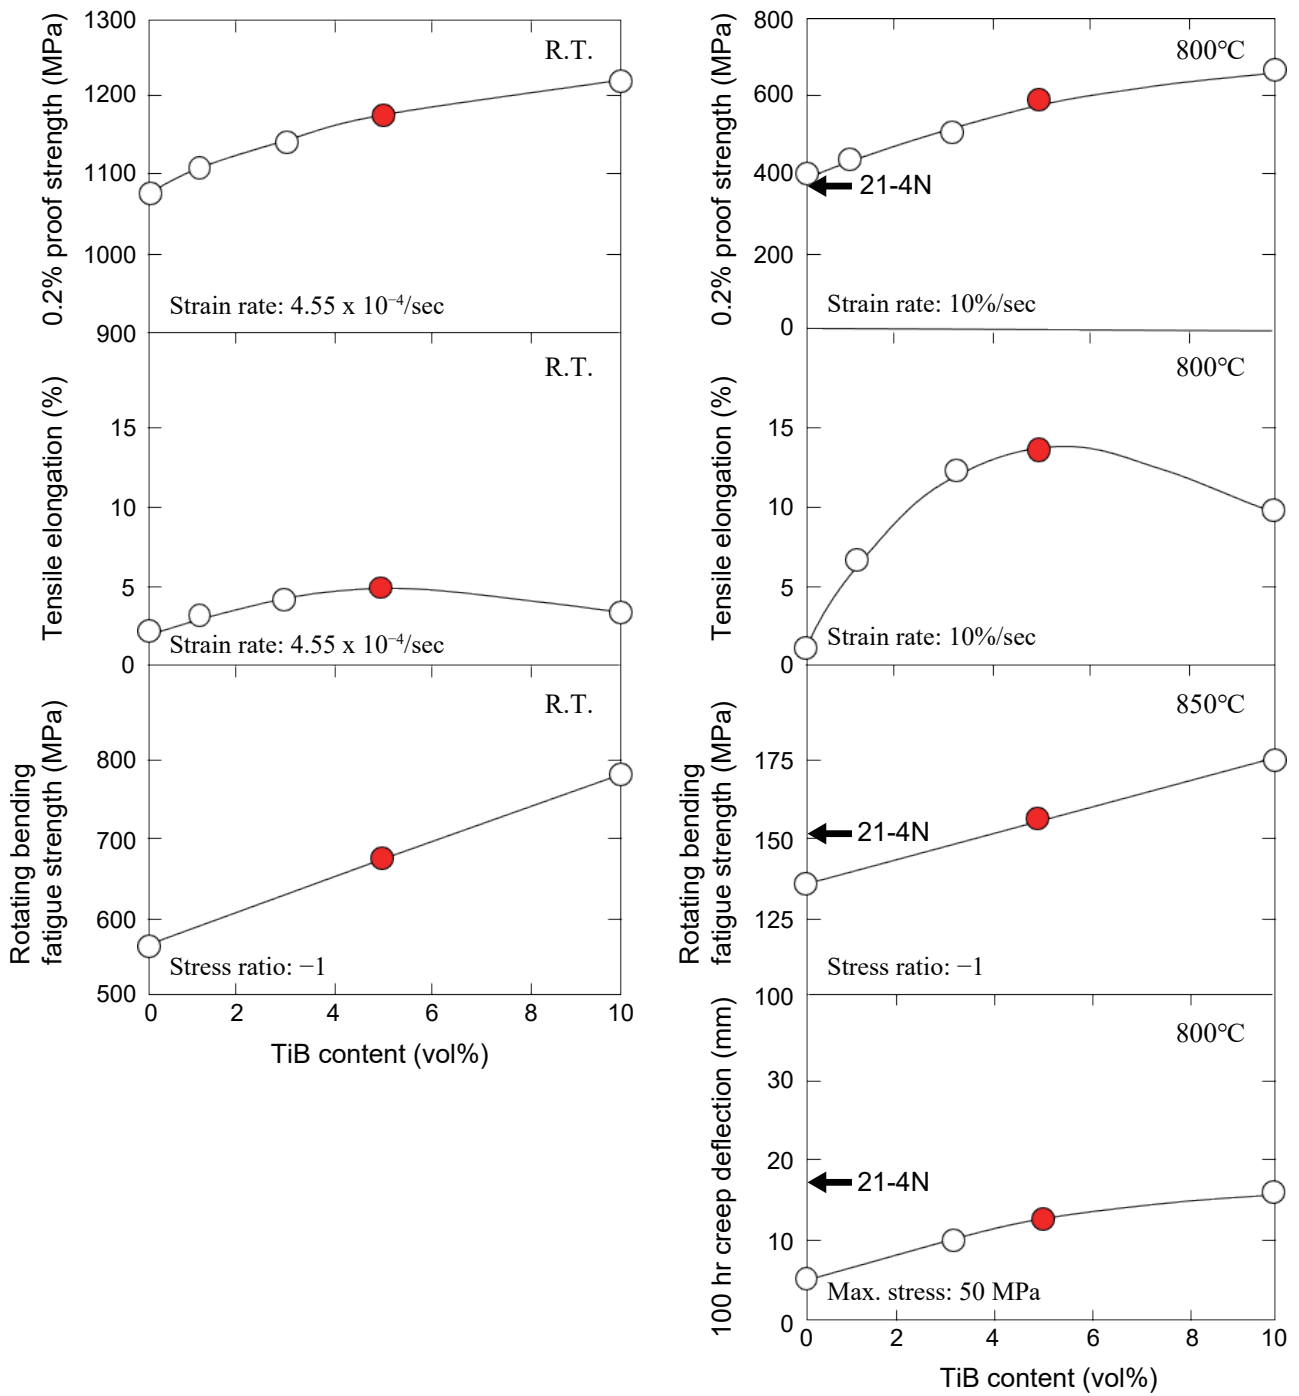 0.2% proof strength (MPa)
1300
1200
1100
1000
900
R.T.
Strain rate: 4.55 x 10⁻⁴/sec
Tensile elongation (%)
15
10
5
0
R.T.
Strain rate: 4.55 x 10⁻⁴/sec
Rotating bending
fatigue strength (MPa)
800
700
600
500
R.T.
Stress ratio: −1
0 2 4 6 8 10
TiB content (vol%)
0.2% proof strength (MPa)
800
600
400
200
0
800℃
21-4N
Strain rate: 10%/sec
Tensile elongation (%)
15
10
5
0
800℃
Strain rate: 10%/sec
Rotating bending
fatigue strength (MPa)
175
150
125
100
850℃
21-4N
Stress ratio: −1
100 hr creep deflection (mm)
30
20
10
0
800℃
21-4N
Max. stress: 50 MPa
0 2 4 6 8 10
TiB content (vol%)